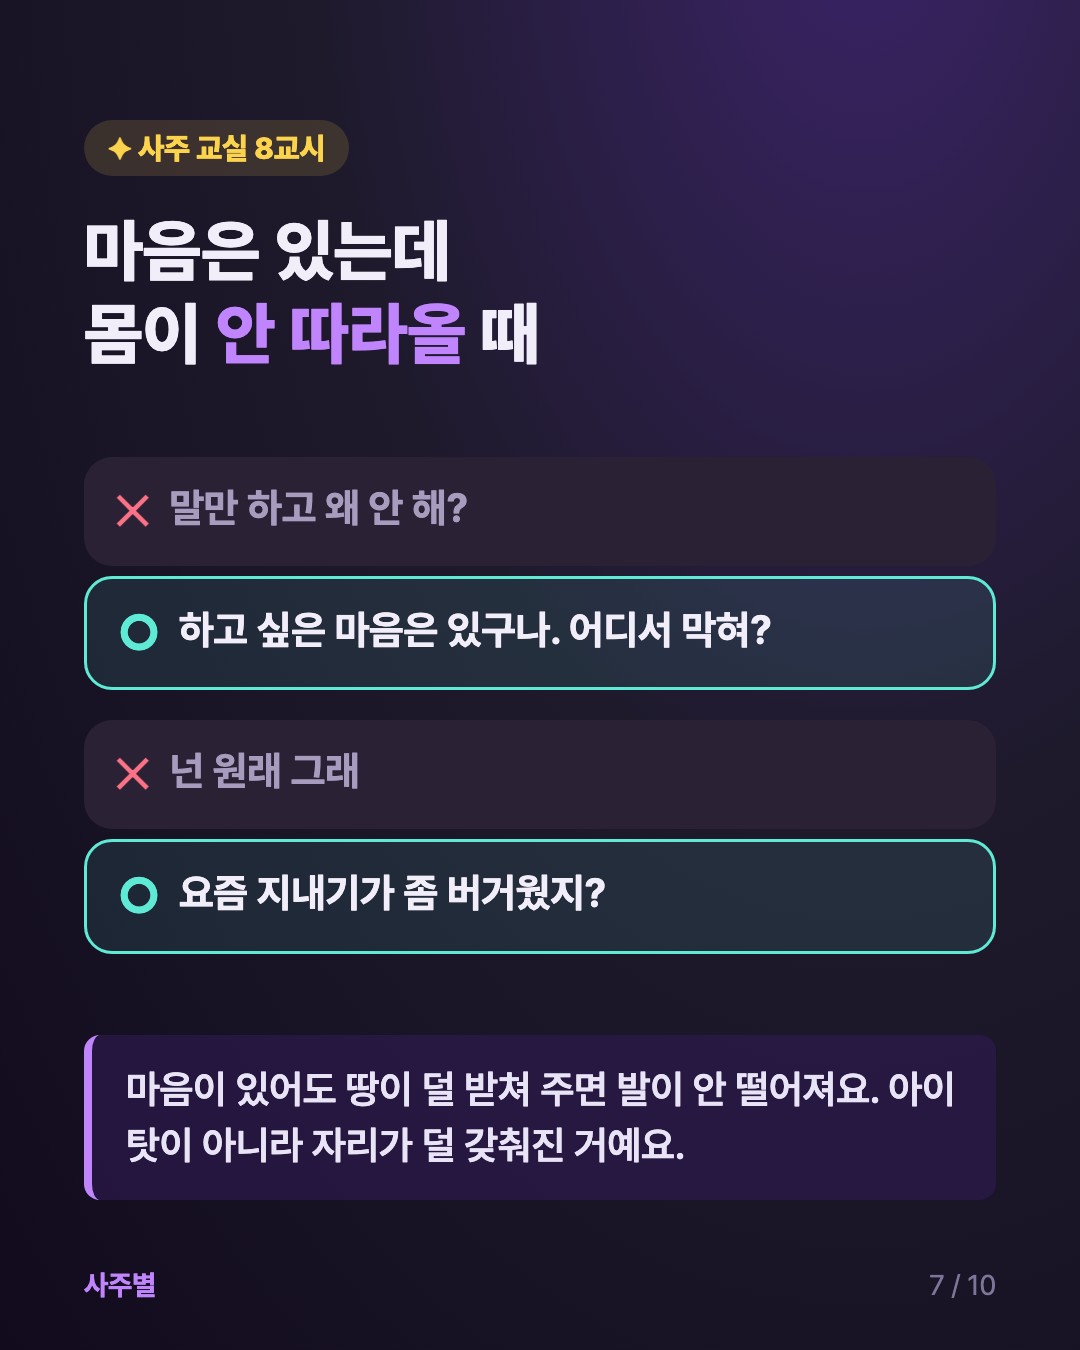 ✦ 사주 교실 8교시
마음은 있는데
몸이 안 따라올 때
✕ 말만 하고 왜 안 해?
○ 하고 싶은 마음은 있구나. 어디서 막혀?
✕ 넌 원래 그래
○ 요즘 지내기가 좀 버거웠지?
마음이 있어도 땅이 덜 받쳐 주면 발이 안 떨어져요. 아이
탓이 아니라 자리가 덜 갖춰진 거예요.
사주별
7 / 10